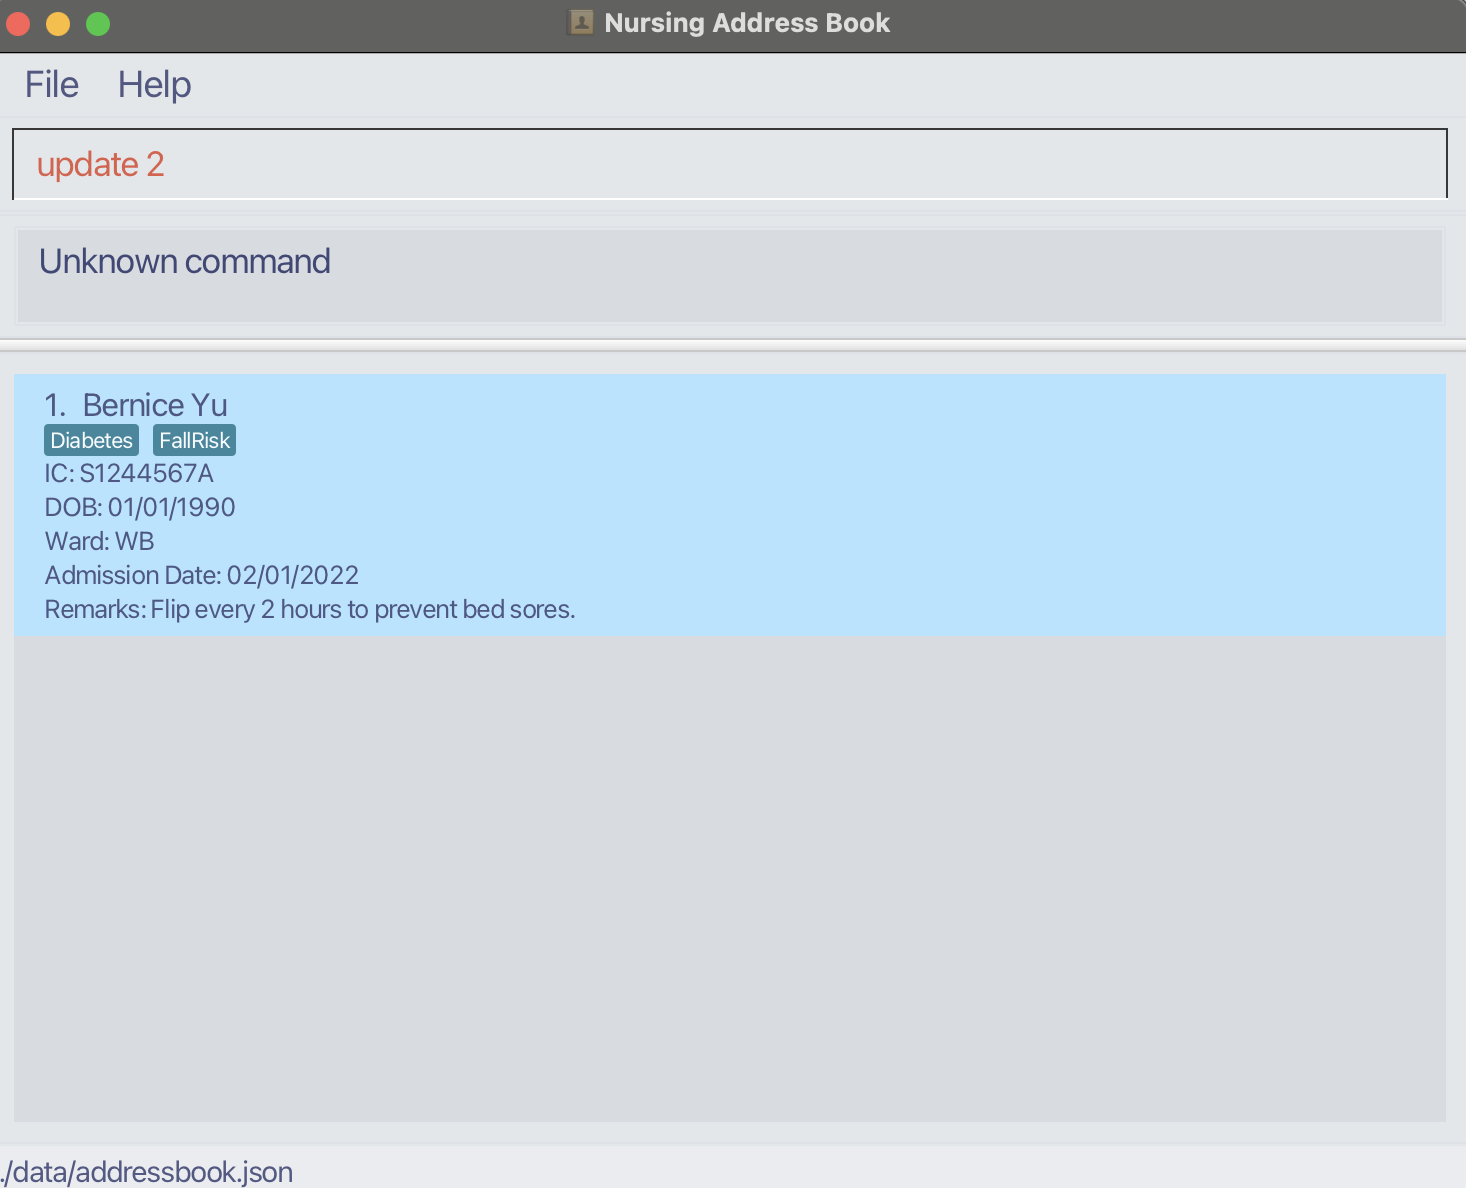 Nursing Address Book
File Help
update 2
Unknown command
1. Bernice Yu
Diabetes FallRisk
IC: S1244567A
DOB: 01/01/1990
Ward: WB
Admission Date: 02/01/2022
Remarks: Flip every 2 hours to prevent bed sores.
./data/addressbook.json